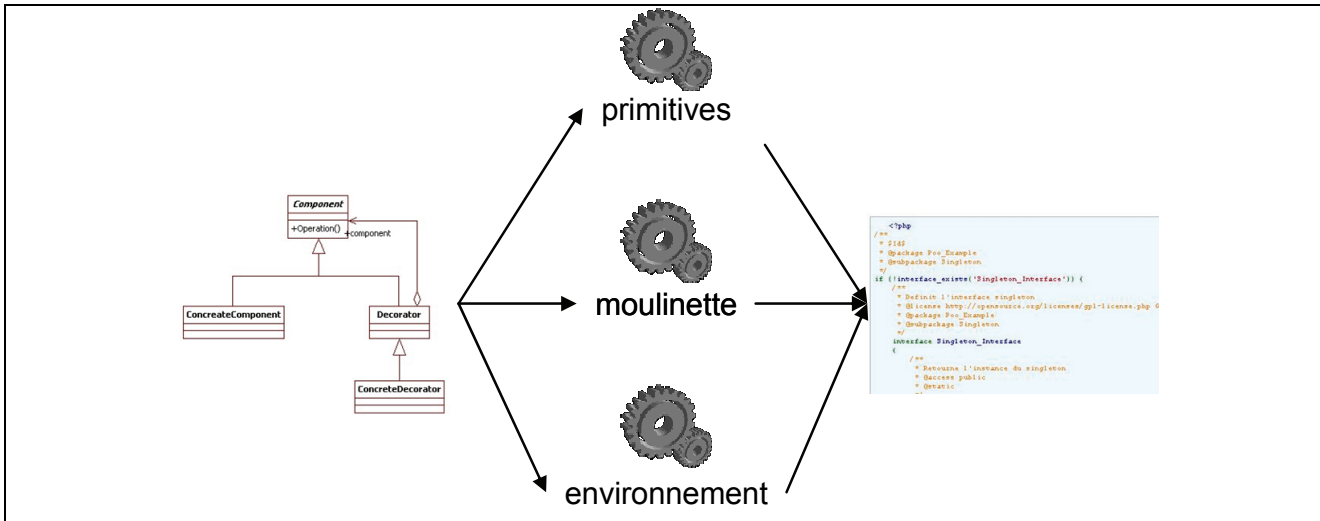 primitives
Component
+Operation()
+component
ConcreateComponent
Decorator
ConcreteDecorator
moulinette
environnement
<?php
/**
* $Id$
* @package Poo_Example
* @subpackage Singleton
*/
if (!interface_exists('Singleton_Interface')) {
/**
* Definit l'interface singleton
* @license http://opensource.org/licenses/gpl-license.php G
* @package Poo_Example
* @subpackage Singleton
*/
interface Singleton_Interface
{
/**
* Retourne l'instance du singleton
* @access public
* @static